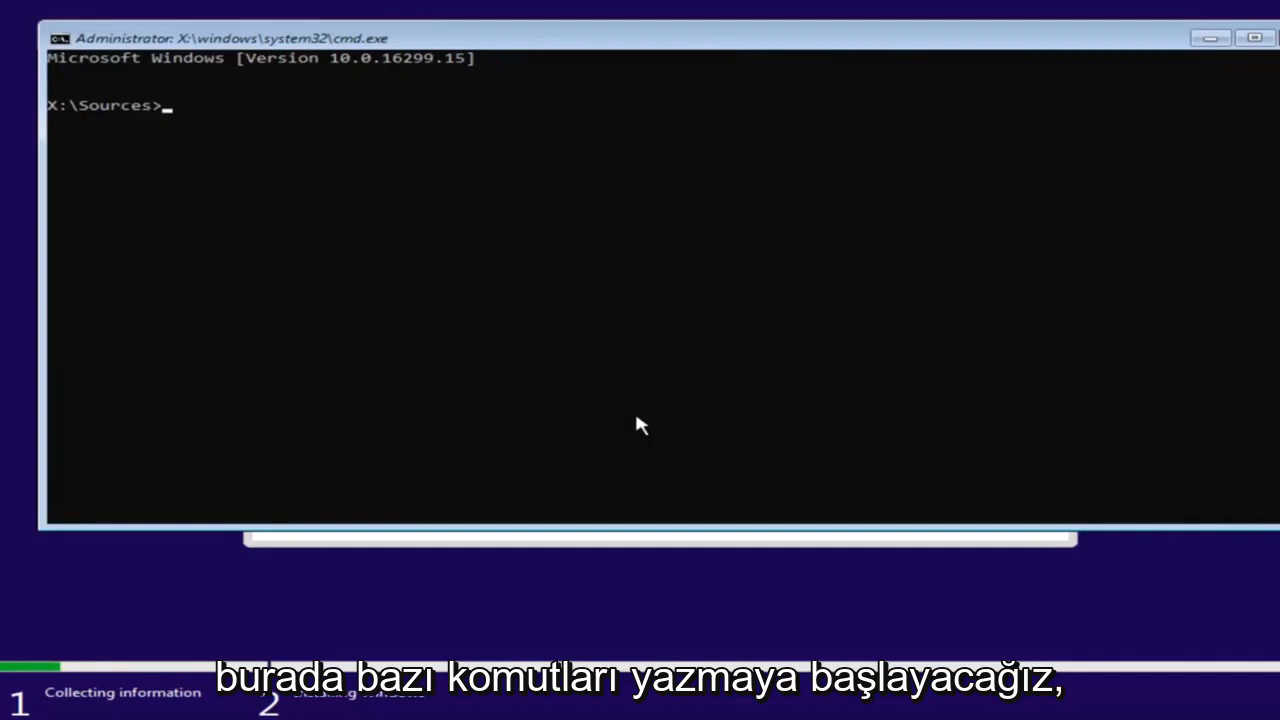 Administrator: X:\windows\system32\cmd.exe
Microsoft Windows [Version 10.0.16299.15]
X:\Sources>
burada bazı komutları yazmaya başlayacağız,
1 Collecting information
2